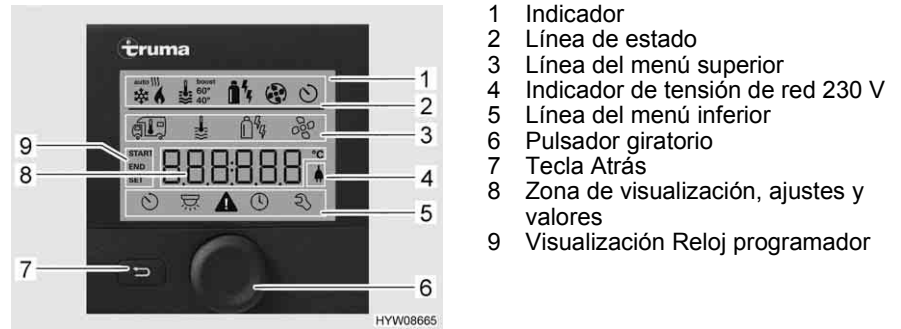 truma
auto
boost
60°
40°
1
2
3
9
START
END
SET
8
88:88:88
°C
4
5
7
6
HYW08665
1 Indicador
2 Línea de estado
3 Línea del menú superior
4 Indicador de tensión de red 230 V
5 Línea del menú inferior
6 Pulsador giratorio
7 Tecla Atrás
8 Zona de visualización, ajustes y
valores
9 Visualización Reloj programador